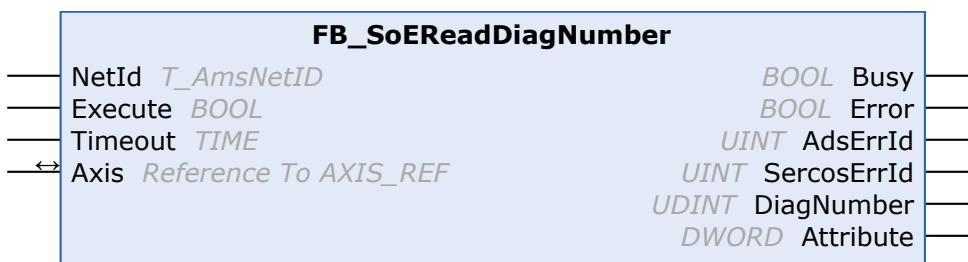 FB_SoEReadDiagNumber
NetId T_AmsNetID BOOL Busy
Execute BOOL BOOL Error
Timeout TIME UINT AdsErrId
↔ Axis Reference To AXIS_REF UINT SercosErrId
UDINT DiagNumber
DWORD Attribute